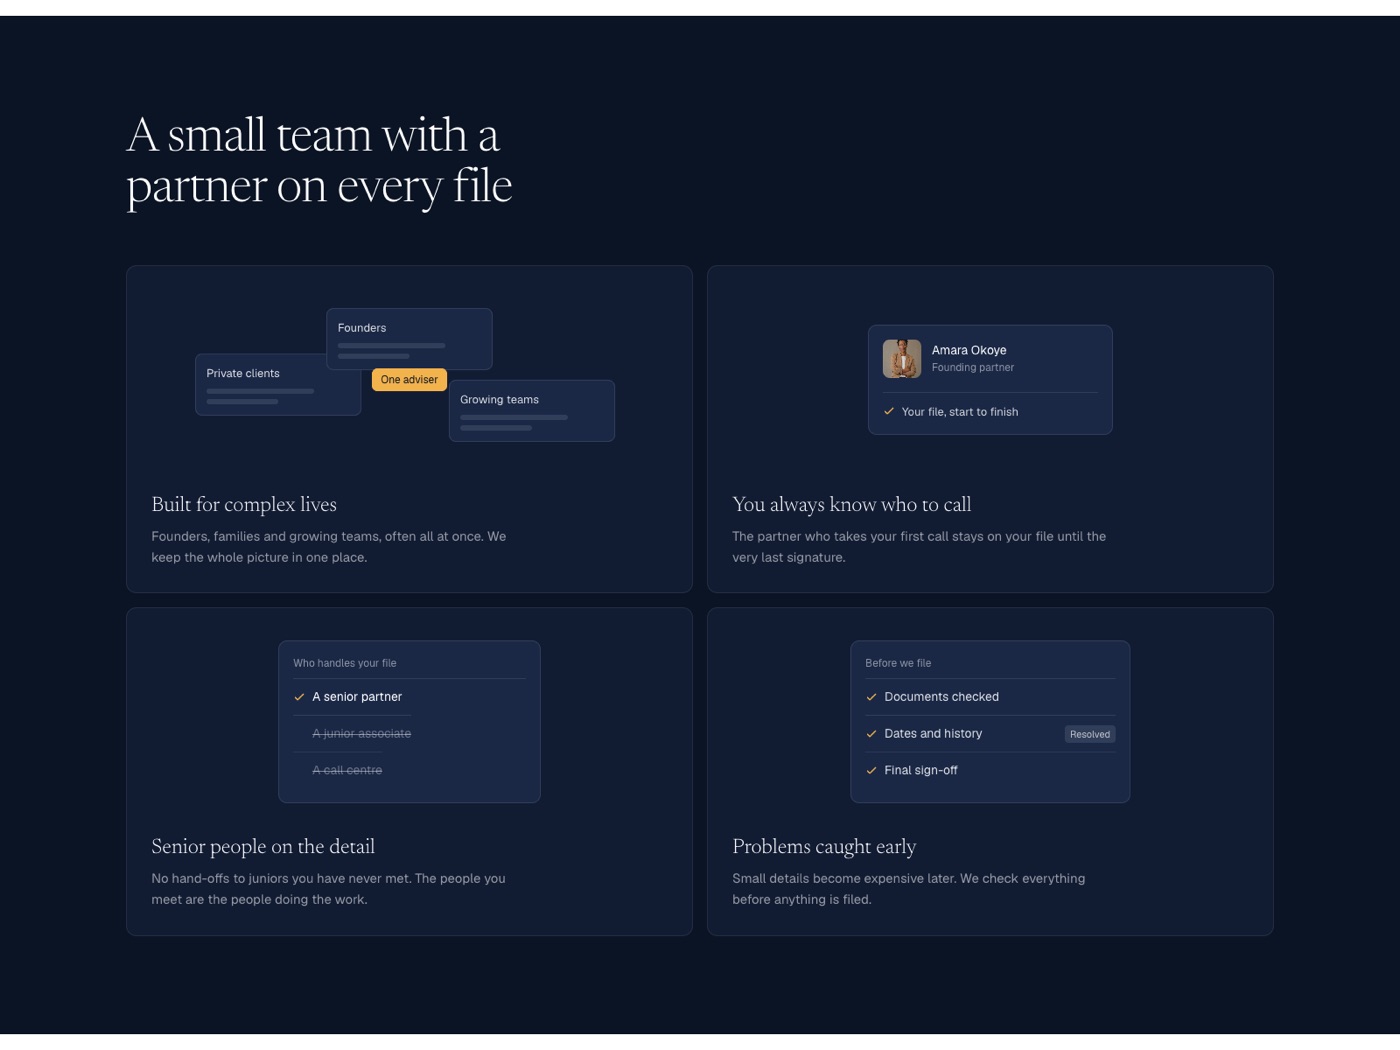 A small team with a
partner on every file
Founders
Private clients
One adviser
Growing teams
Built for complex lives
Founders, families and growing teams, often all at once. We
keep the whole picture in one place.
Amara Okoye
Founding partner
Your file, start to finish
You always know who to call
The partner who takes your first call stays on your file until the
very last signature.
Who handles your file
A senior partner
A junior associate
A call centre
Senior people on the detail
No hand-offs to juniors you have never met. The people you
meet are the people doing the work.
Before we file
Documents checked
Dates and history
Resolved
Final sign-off
Problems caught early
Small details become expensive later. We check everything
before anything is filed.